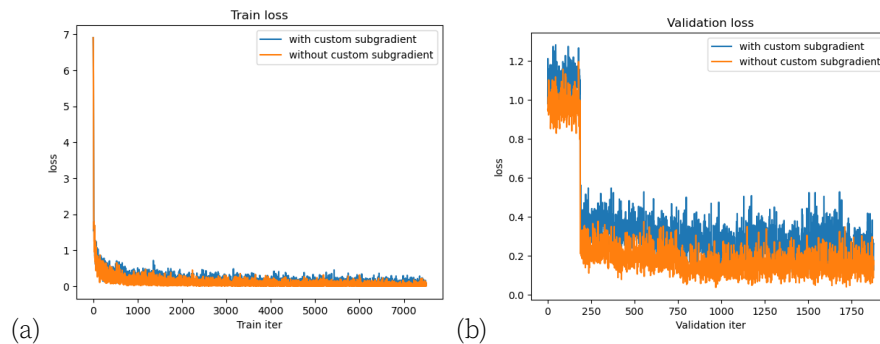 Train loss
with custom subgradient
without custom subgradient
7
6
5
4
3
2
1
0
loss
0 1000 2000 3000 4000 5000 6000 7000
Train iter
(a)
Validation loss
with custom subgradient
without custom subgradient
1.2
1.0
0.8
0.6
0.4
0.2
0.0
loss
0 250 500 750 1000 1250 1500 1750
Validation iter
(b)